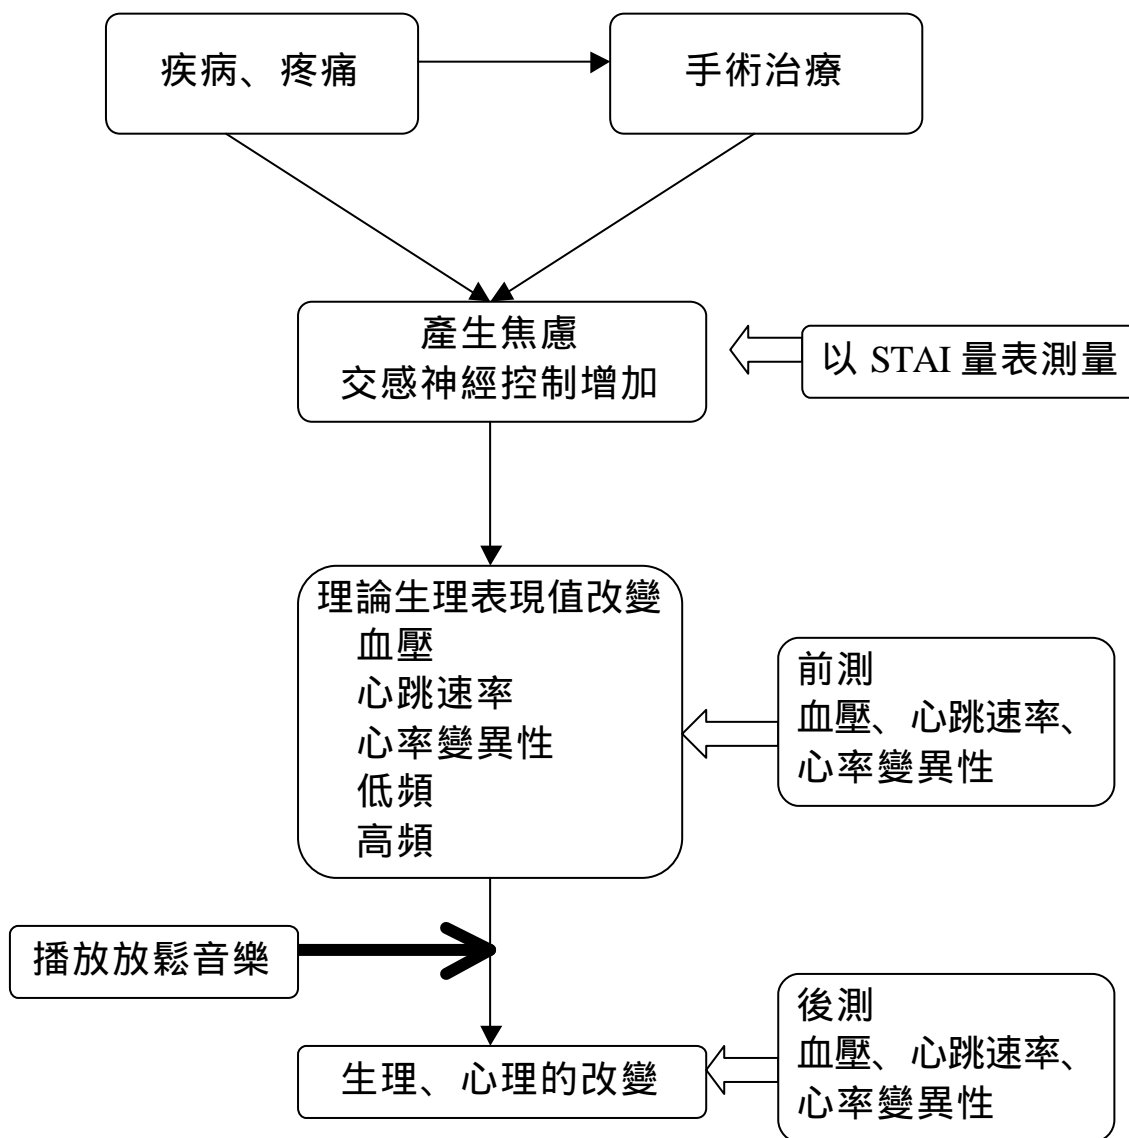 疾病、疼痛
手術治療
產生焦慮
交感神經控制增加
以 STAI 量表測量
理論生理表現值改變
血壓
心跳速率
心率變異性
低頻
高頻
前測
血壓、心跳速率、
心率變異性
播放放鬆音樂
生理、心理的改變
後測
血壓、心跳速率、
心率變異性